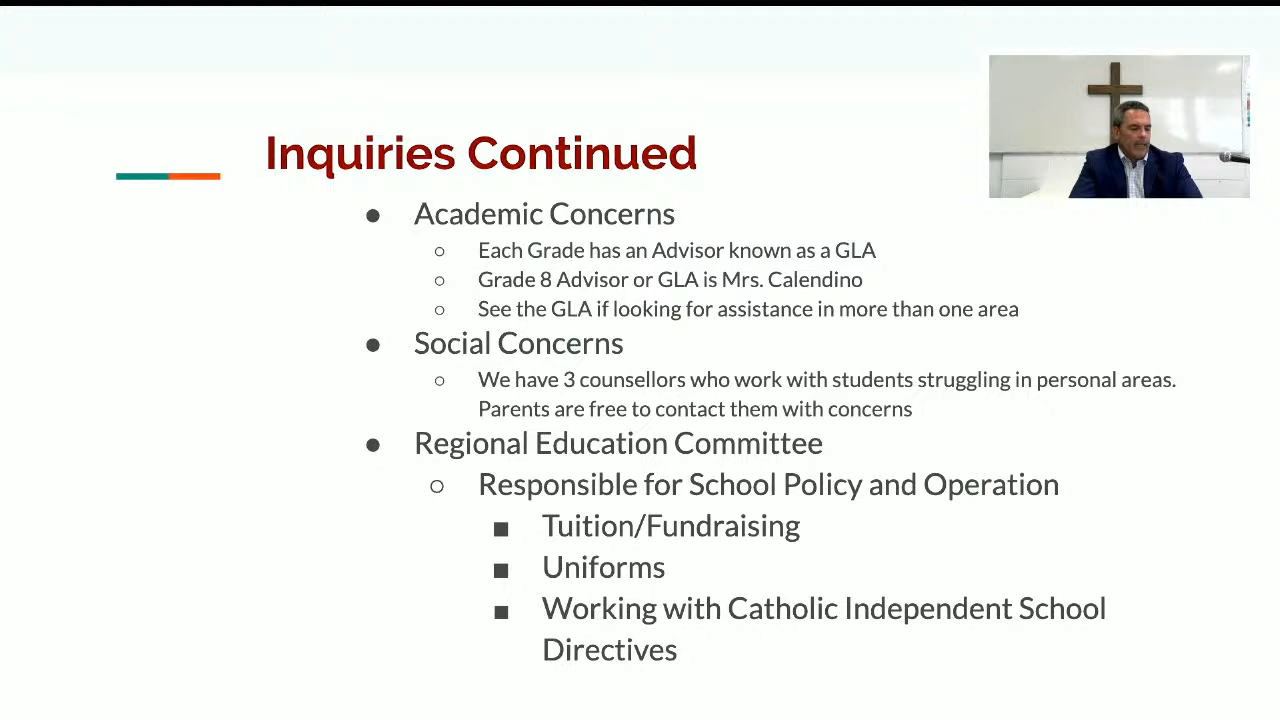 Inquiries Continued
● Academic Concerns
○ Each Grade has an Advisor known as a GLA
○ Grade 8 Advisor or GLA is Mrs. Calendino
○ See the GLA if looking for assistance in more than one area
● Social Concerns
○ We have 3 counsellors who work with students struggling in personal areas.
Parents are free to contact them with concerns
● Regional Education Committee
○ Responsible for School Policy and Operation
■ Tuition/Fundraising
■ Uniforms
■ Working with Catholic Independent School
Directives